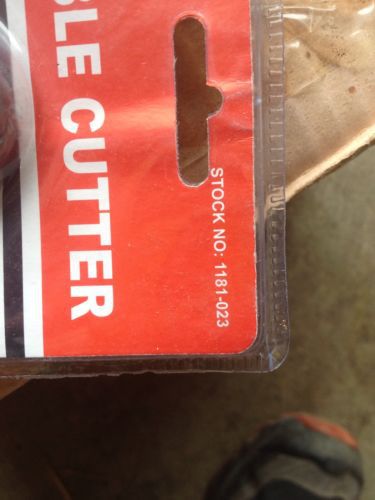 STOCK NO: 1181-023
BLE CUTTER